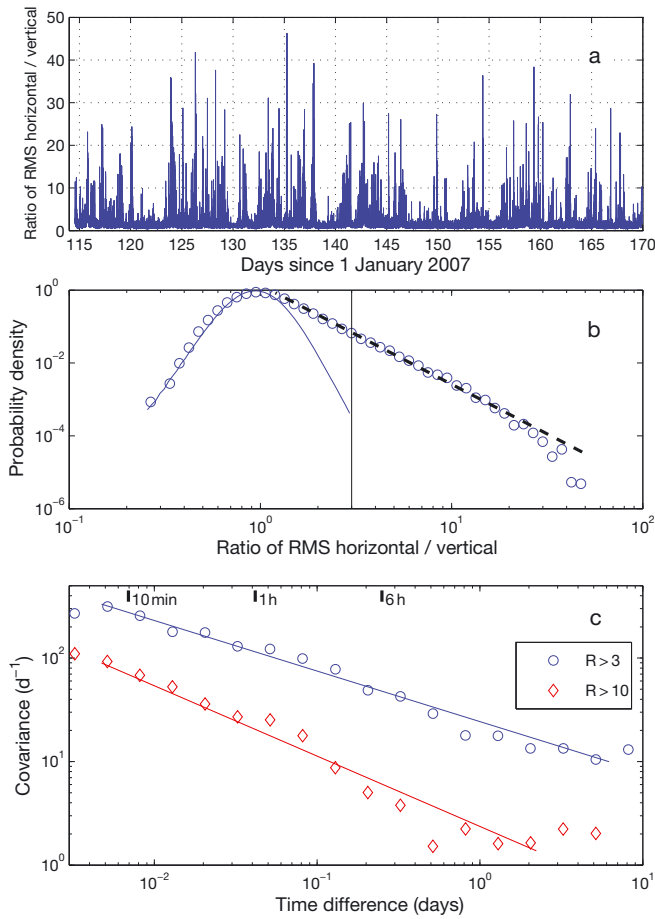 50
40
30
20
10
0
Ratio of RMS horizontal / vertical
a
115 120 125 130 135 140 145 150 155 160 165 170
Days since 1 January 2007
10^0
10^-2
10^-4
10^-6
Probability density
b
10^-1 10^0 10^1 10^2
Ratio of RMS horizontal / vertical
10min 1h 6h
c
R > 3
R > 10
10^2
10^1
10^0
Covariance (d^-1)
10^-2 10^-1 10^0 10^1
Time difference (days)